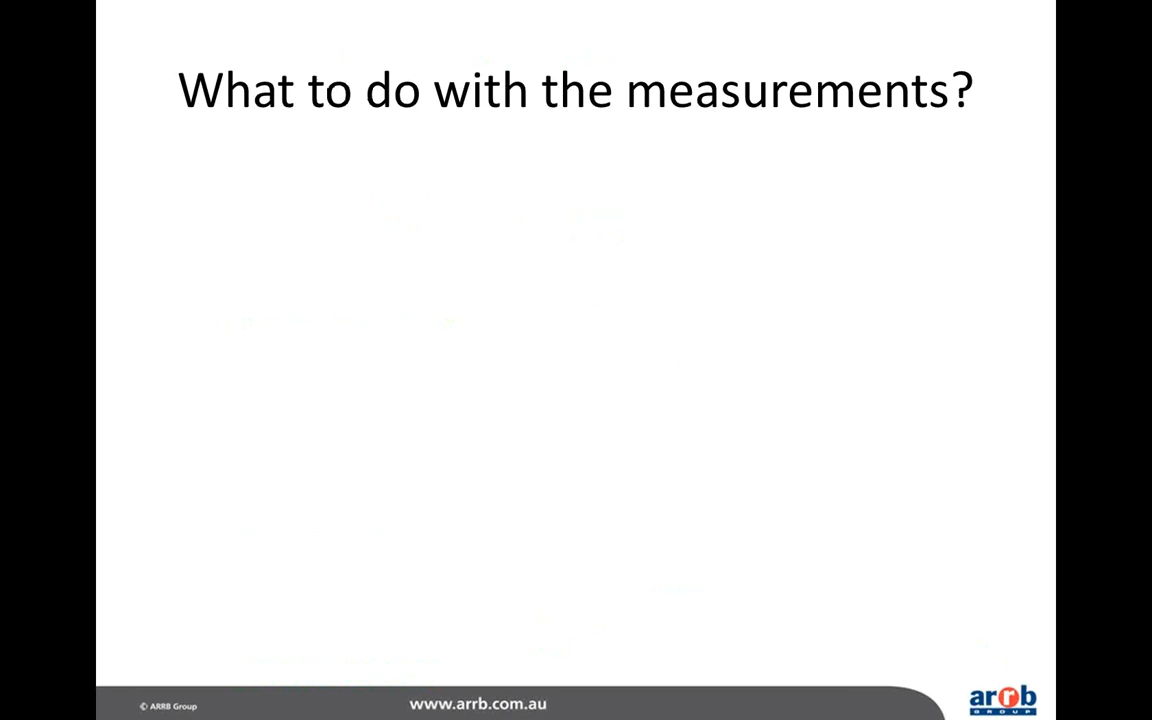 What to do with the measurements?
© ARRB Group
www.arrb.com.au
arrb
GROUP